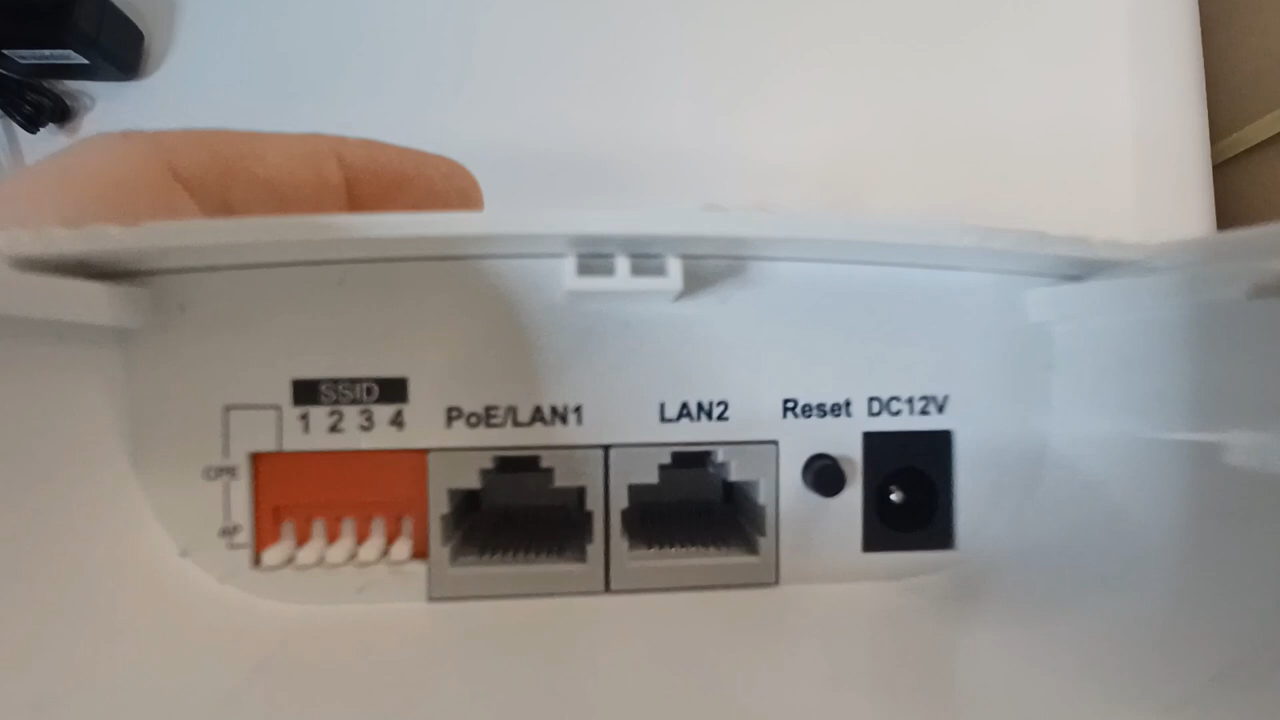 SSID
1 2 3 4
PoE/LAN1
LAN2
Reset
DC12V
CPE
AP